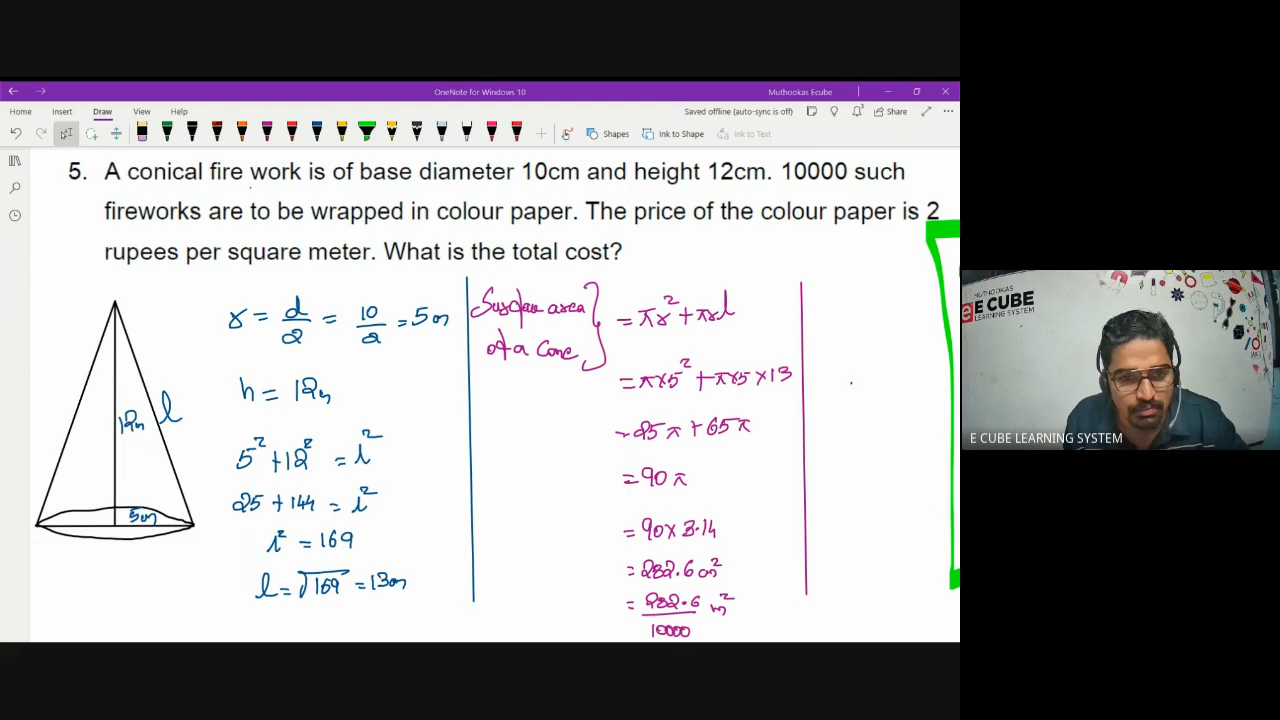 OneNote for Windows 10
Muthookas Ecube
Home Insert Draw View Help
Saved offline (auto-sync is off)
Share
Shapes
Ink to Shape
Ink to Text
5. A conical fire work is of base diameter 10cm and height 12cm. 10000 such
fireworks are to be wrapped in colour paper. The price of the colour paper is 2
rupees per square meter. What is the total cost?
r = d/2 = 10/2 = 5cm
h = 12cm
5² + 12² = l²
25 + 144 = l²
l² = 169
l = √169 = 13cm
12cm
l
5cm
Surface area
of a Cone
= πr² + πrl
= π×5² + π×5×13
= 25π + 65π
= 90π
= 90×3.14
= 282.6 cm²
= 282.6/10000 m²
MUTHOOKAS
E CUBE
LEARNING SYSTEM
E CUBE LEARNING SYSTEM